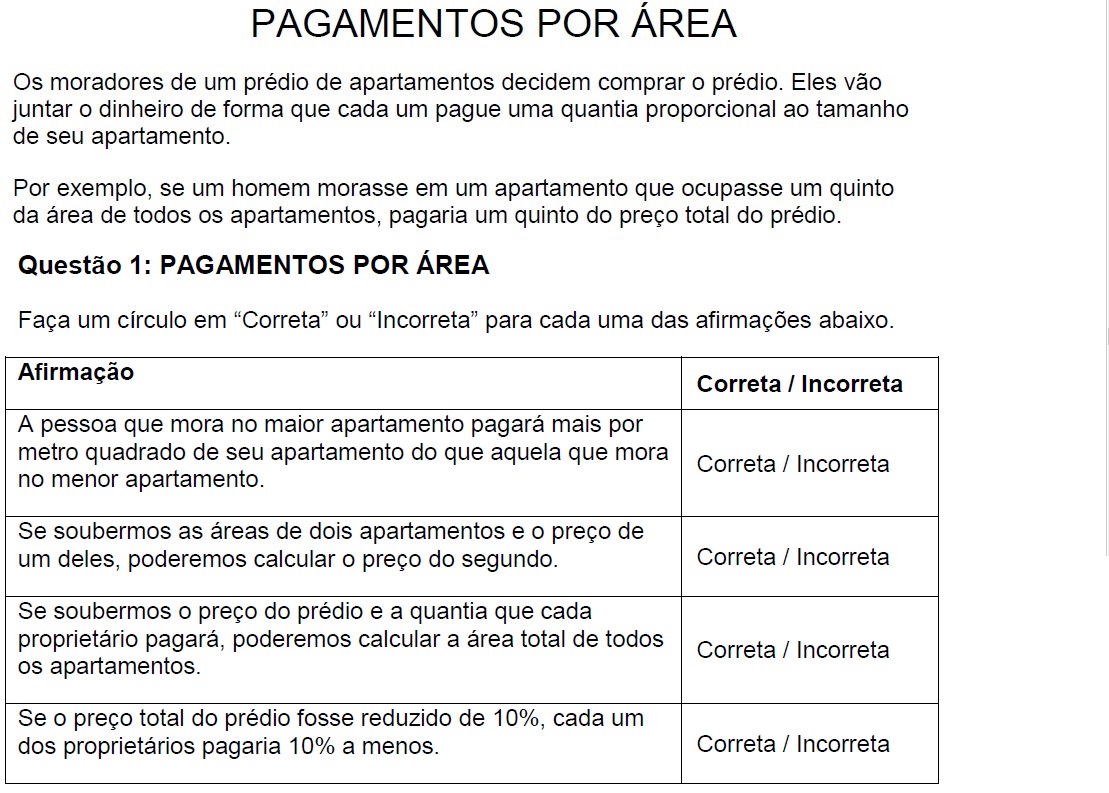 PAGAMENTOS POR ÁREA
Os moradores de um prédio de apartamentos decidem comprar o prédio. Eles vão
juntar o dinheiro de forma que cada um pague uma quantia proporcional ao tamanho
de seu apartamento.
Por exemplo, se um homem morasse em um apartamento que ocupasse um quinto
da área de todos os apartamentos, pagaria um quinto do preço total do prédio.
Questão 1: PAGAMENTOS POR ÁREA
Faça um círculo em “Correta” ou “Incorreta” para cada uma das afirmações abaixo.
Afirmação
Correta / Incorreta
A pessoa que mora no maior apartamento pagará mais por
metro quadrado de seu apartamento do que aquela que mora
no menor apartamento.
Correta / Incorreta
Se soubermos as áreas de dois apartamentos e o preço de
um deles, poderemos calcular o preço do segundo.
Correta / Incorreta
Se soubermos o preço do prédio e a quantia que cada
proprietário pagará, poderemos calcular a área total de todos
os apartamentos.
Correta / Incorreta
Se o preço total do prédio fosse reduzido de 10%, cada um
dos proprietários pagaria 10% a menos.
Correta / Incorreta